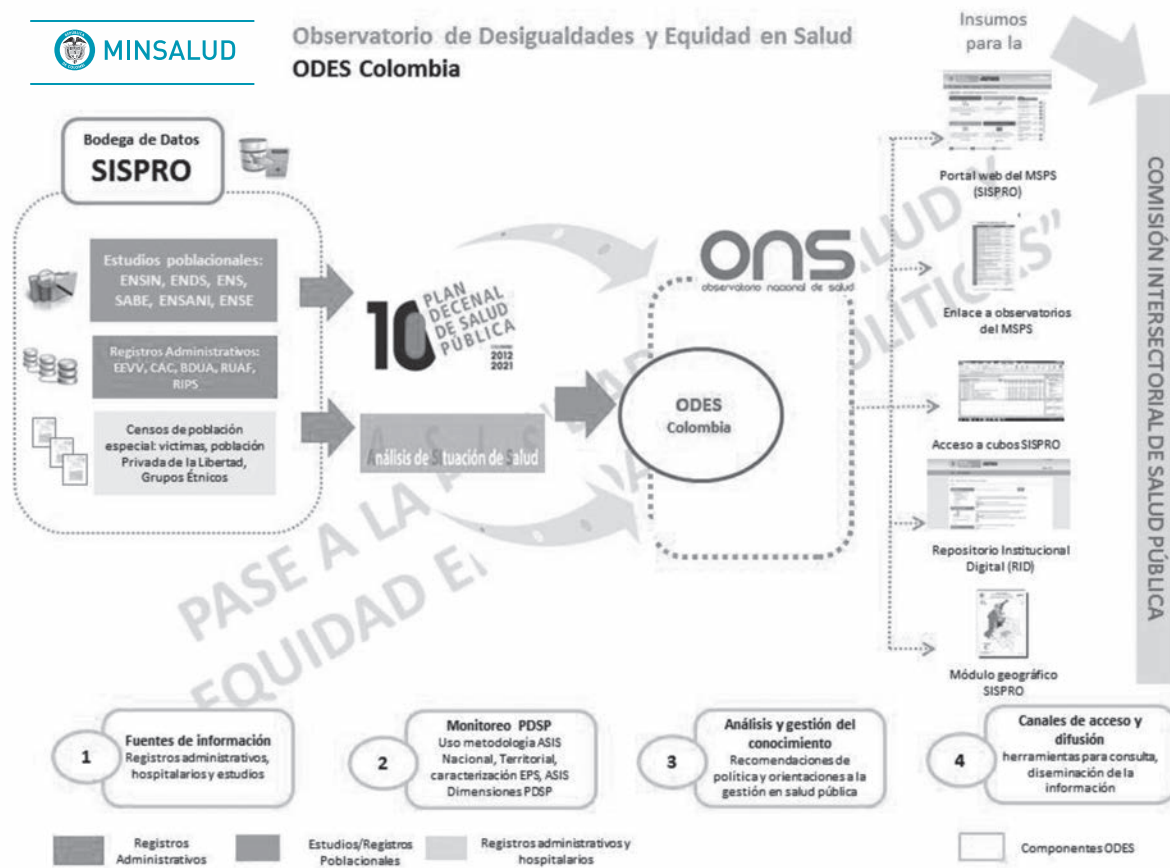 MINSALUD
Observatorio de Desigualdades y Equidad en Salud
ODES Colombia
Insumos
para la
COMISIÓN INTERSECTORIAL DE SALUD PÚBLICA
Bodega de Datos
SISPRO
Estudios poblacionales:
ENSIN, ENDS, ENS,
SABE, ENSANI, ENSE
Registros Administrativos:
EEVV, CAC, BDUA, RUAF,
RIPS
Censos de población
especial: victimas, población
Privada de la Libertad,
Grupos Étnicos
10 PLAN
DECENAL
DE SALUD
PÚBLICA
2012
2021
Análisis de Situación de Salud
ons
observatorio nacional de salud
ODES
Colombia
Portal web del MSPS
(SISPRO)
Enlace a observatorios
del MSPS
Acceso a cubos SISPRO
Repositorio Institucional
Digital (RID)
Módulo geográfico
SISPRO
PASE A LA
EQUIDAD
SALUD Y
POLÍTICAS”
1
Fuentes de información
Registros administrativos,
hospitalarios y estudios
2
Monitoreo PDSP
Uso metodología ASIS
Nacional, Territorial,
caracterización EPS, ASIS
Dimensiones PDSP
3
Análisis y gestión del
conocimiento
Recomendaciones de
política y orientaciones a la
gestión en salud pública
4
Canales de acceso y
difusión
herramientas para consulta,
diseminación de la
información
Registros
Administrativos
Estudios/Registros
Poblacionales
Registros administrativos y
hospitalarios
Componentes ODES